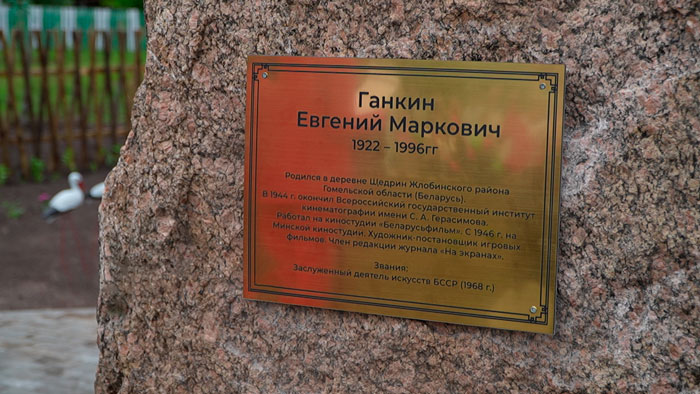 Ганкин
Евгений Маркович
1922 – 1996гг
Родился в деревне Щедрин Жлобинского района
Гомельской области (Беларусь).
В 1944 г. окончил Всероссийский государственный институт
кинематографии имени С. А. Герасимова.
Работал на киностудии «Беларусьфильм». С 1946 г. на
Минской киностудии. Художник-постановщик игровых
фильмов. Член редакции журнала «На экранах».
Звания:
Заслуженный деятель искусств БССР (1968 г.)